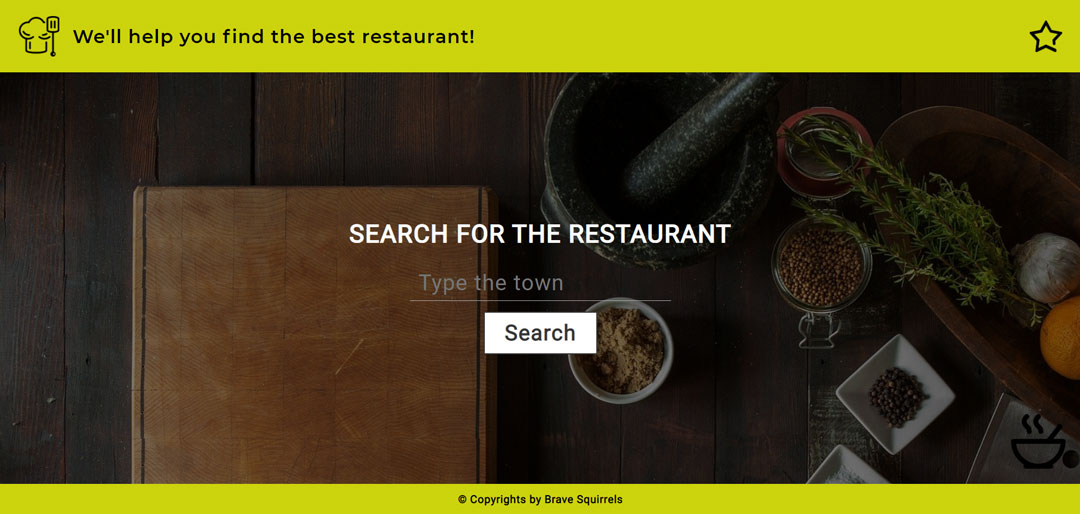 We'll help you find the best restaurant!
SEARCH FOR THE RESTAURANT
Type the town
Search
© Copyrights by Brave Squirrels